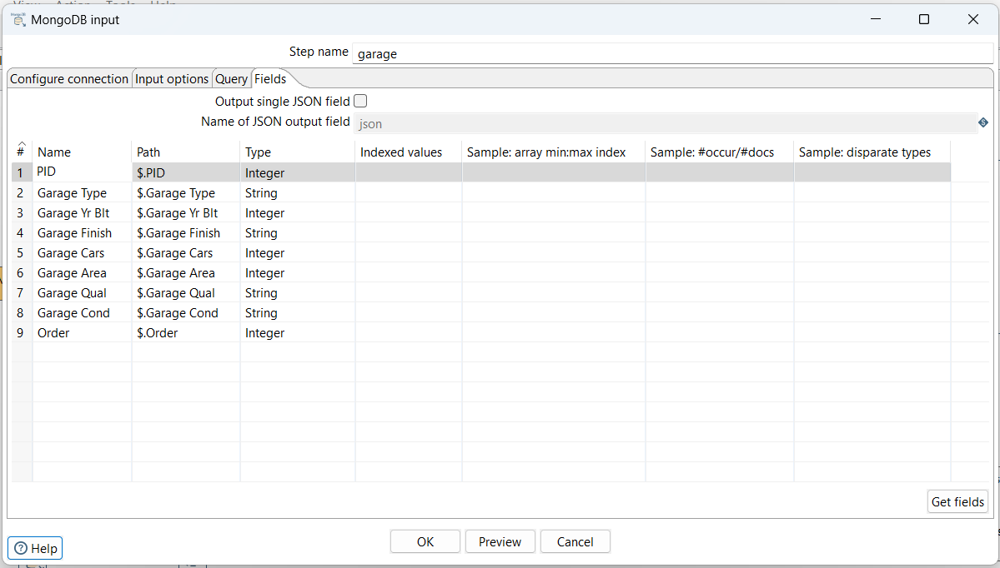 MongoDB input
Step name garage
Configure connection Input options Query Fields
Output single JSON field
Name of JSON output field json
# Name Path Type Indexed values Sample: array min:max index Sample: #occur/#docs Sample: disparate types
1 PID $.PID Integer
2 Garage Type $.Garage Type String
3 Garage Yr Blt $.Garage Yr Blt Integer
4 Garage Finish $.Garage Finish String
5 Garage Cars $.Garage Cars Integer
6 Garage Area $.Garage Area Integer
7 Garage Qual $.Garage Qual String
8 Garage Cond $.Garage Cond String
9 Order $.Order Integer
Get fields
OK Preview Cancel
Help